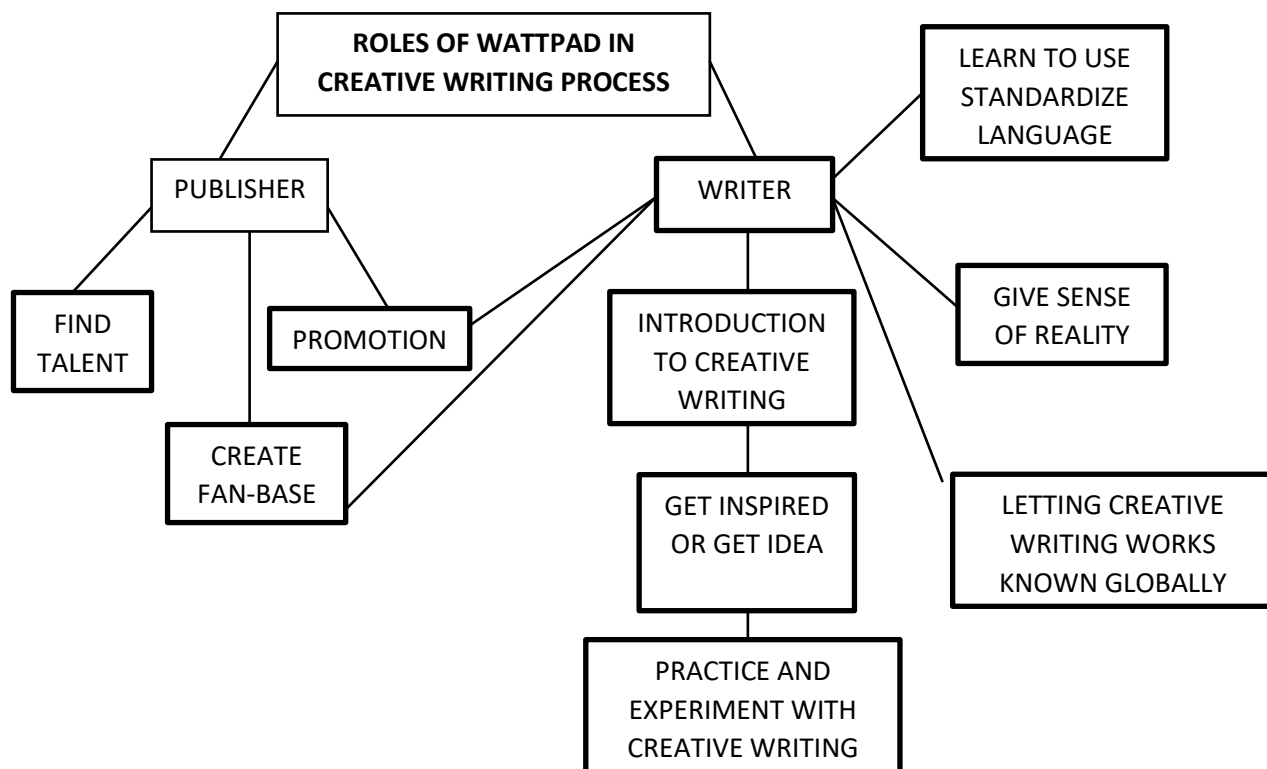 ROLES OF WATTPAD IN
CREATIVE WRITING PROCESS
LEARN TO USE
STANDARDIZE
LANGUAGE
PUBLISHER
WRITER
FIND
TALENT
PROMOTION
INTRODUCTION
TO CREATIVE
WRITING
GIVE SENSE
OF REALITY
CREATE
FAN-BASE
GET INSPIRED
OR GET IDEA
LETTING CREATIVE
WRITING WORKS
KNOWN GLOBALLY
PRACTICE AND
EXPERIMENT WITH
CREATIVE WRITING